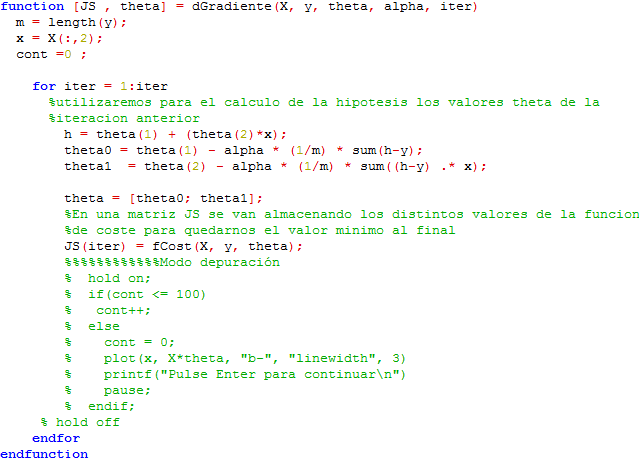 function [JS , theta] = dGradiente(X, y, theta, alpha, iter)
  m = length(y);
  x = X(:,2);
  cont =0 ;

    for iter = 1:iter
      %utilizaremos para el calculo de la hipotesis los valores theta de la
      %iteracion anterior
        h = theta(1) + (theta(2)*x);
        theta0 = theta(1) - alpha * (1/m) * sum(h-y);
        theta1  = theta(2) - alpha * (1/m) * sum((h-y) .* x);

        theta = [theta0; theta1];
        %En una matriz JS se van almacenando los distintos valores de la funcion
        %de coste para quedarnos el valor minimo al final
        JS(iter) = fCost(X, y, theta);
        %%%%%%%%%%%%Modo depuración
        %  hold on;
        %  if(cont <= 100)
        %   cont++;
        %  else
        %    cont = 0;
        %    plot(x, X*theta, "b-", "linewidth", 3)
        %    printf("Pulse Enter para continuar\n")
        %    pause;
        %  endif;
     % hold off
    endfor
endfunction